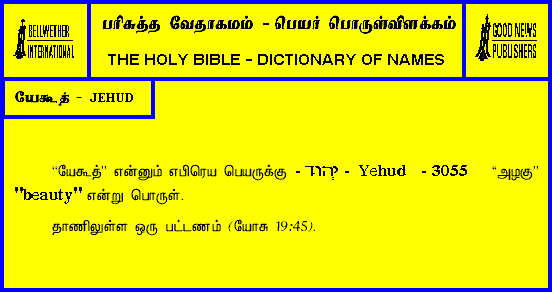 BELLWETHER
INTERNATIONAL
பரிசுத்த வேதாகமம் - பெயர் பொருள்விளக்கம்
THE HOLY BIBLE - DICTIONARY OF NAMES
GOOD NEWS
PUBLISHERS
யேகூத் - JEHUD
“யேகூத்” என்னும் எபிரெய பெயருக்கு - יְהוּד - Yehud - 3055 “அழகு”
"beauty" என்று பொருள்.
தாணிலுள்ள ஒரு பட்டணம் (யோசு 19:45).